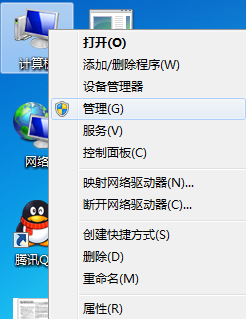 计算机
打开(O)
添加/删除程序(W)
设备管理器
管理(G)
服务(V)
控制面板(C)
映射网络驱动器(N)...
断开网络驱动器(C)...
创建快捷方式(S)
删除(D)
重命名(M)
属性(R)
网络
腾讯Q